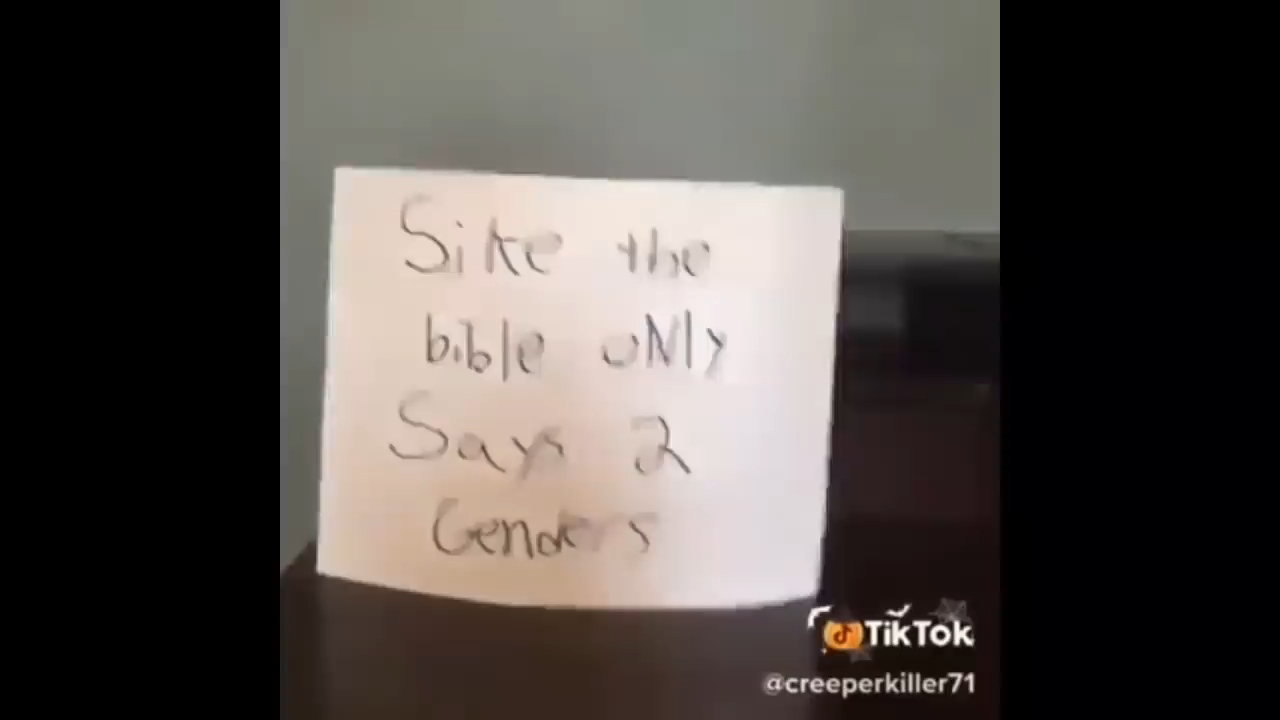 Sike the
bible oNly
Says 2
Genders
TikTok
@creeperkiller71